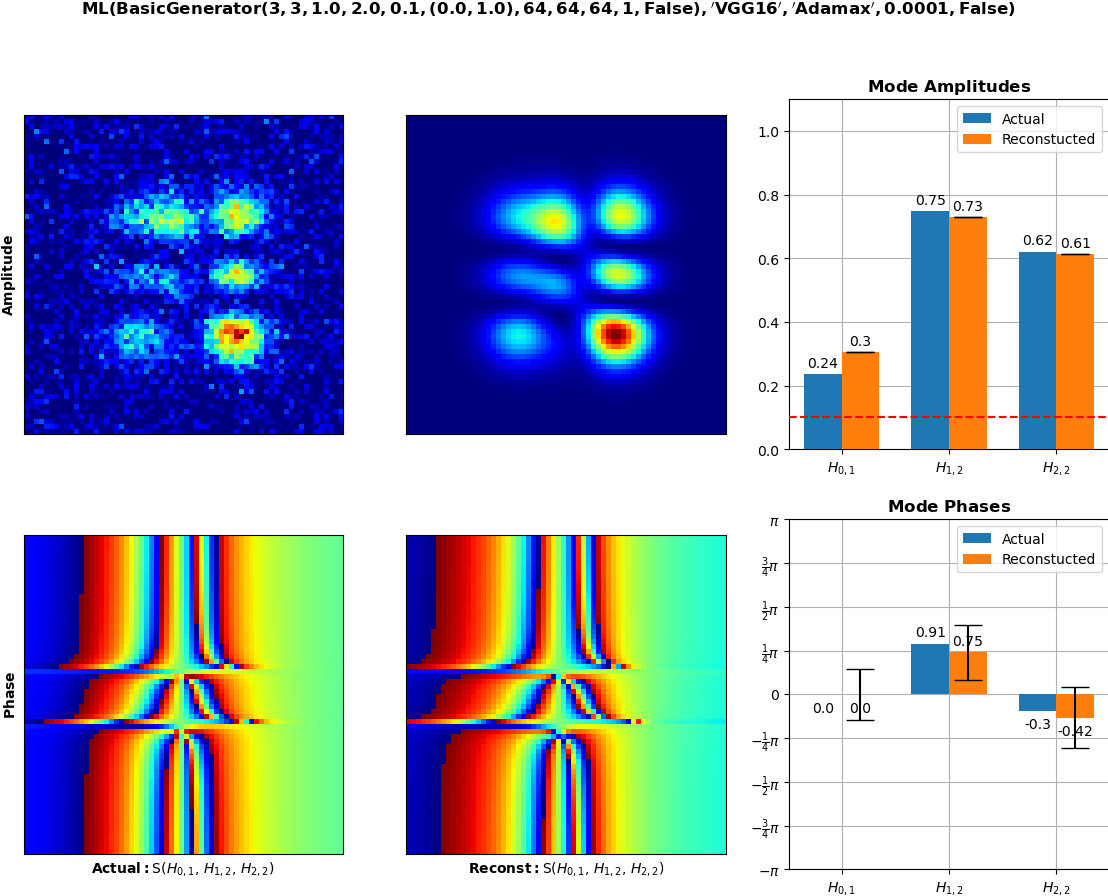 ML(BasicGenerator(3, 3, 1.0, 2.0, 0.1, (0.0, 1.0), 64, 64, 64, 1, False), ′VGG16′, ′Adamax′, 0.0001, False)
Amplitude
Mode Amplitudes
Actual
Reconstucted
1.0
0.8
0.6
0.4
0.2
0.0
0.24
0.3
0.75
0.73
0.62
0.61
H0, 1
H1, 2
H2, 2
Phase
Actual: S(H0, 1, H1, 2, H2, 2)
Reconst: S(H0, 1, H1, 2, H2, 2)
Mode Phases
Actual
Reconstucted
π
3/4π
1/2π
1/4π
0
−1/4π
−1/2π
−3/4π
−π
0.0
0.0
0.91
0.75
-0.3
-0.42
H0, 1
H1, 2
H2, 2